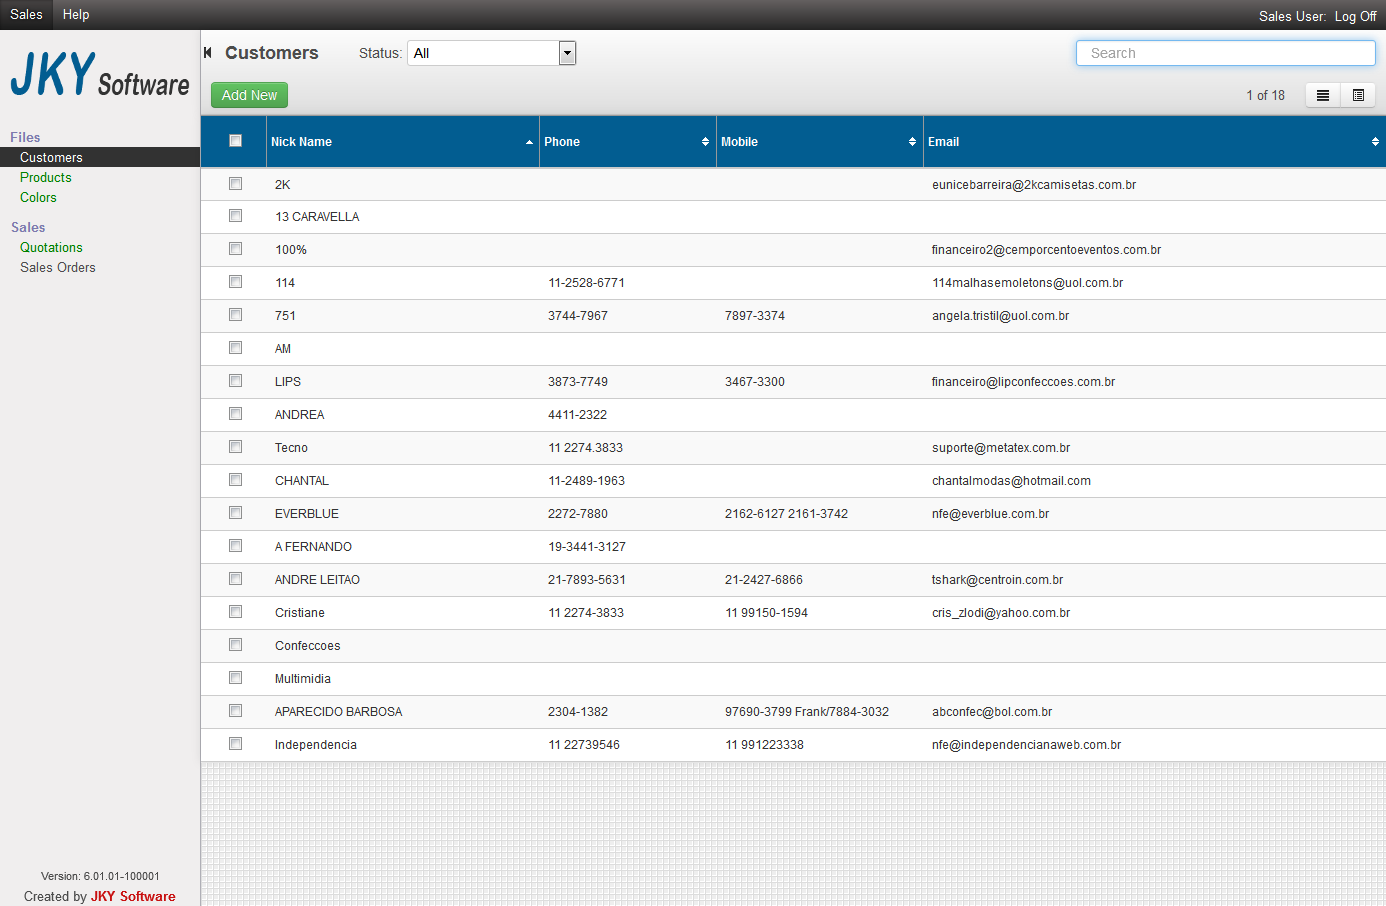 Sales Help Sales User: Log Off
JKY Software
Customers Status: All Search
Add New 1 of 18
Files
Customers
Products
Colors
Sales
Quotations
Sales Orders
Nick Name Phone Mobile Email
2K eunicebarreira@2kcamisetas.com.br
13 CARAVELLA
100% financeiro2@cemporcentoeventos.com.br
114 11-2528-6771 114malhasemoletons@uol.com.br
751 3744-7967 7897-3374 angela.tristil@uol.com.br
AM
LIPS 3873-7749 3467-3300 financeiro@lipconfeccoes.com.br
ANDREA 4411-2322
Tecno 11 2274.3833 suporte@metatex.com.br
CHANTAL 11-2489-1963 chantalmodas@hotmail.com
EVERBLUE 2272-7880 2162-6127 2161-3742 nfe@everblue.com.br
A FERNANDO 19-3441-3127
ANDRE LEITAO 21-7893-5631 21-2427-6866 tshark@centroin.com.br
Cristiane 11 2274-3833 11 99150-1594 cris_zlodi@yahoo.com.br
Confeccoes
Multimidia
APARECIDO BARBOSA 2304-1382 97690-3799 Frank/7884-3032 abconfec@bol.com.br
Independencia 11 22739546 11 991223338 nfe@independencianaweb.com.br
Version: 6.01.01-100001
Created by JKY Software